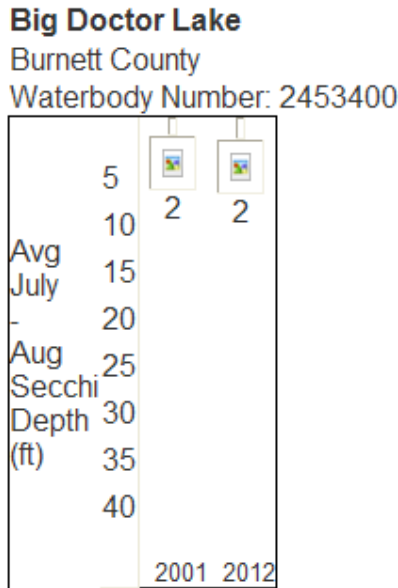 Big Doctor Lake
Burnett County
Waterbody Number: 2453400
Avg
July
-
Aug
Secchi
Depth
(ft)
5
10
15
20
25
30
35
40
2
2
2001 2012